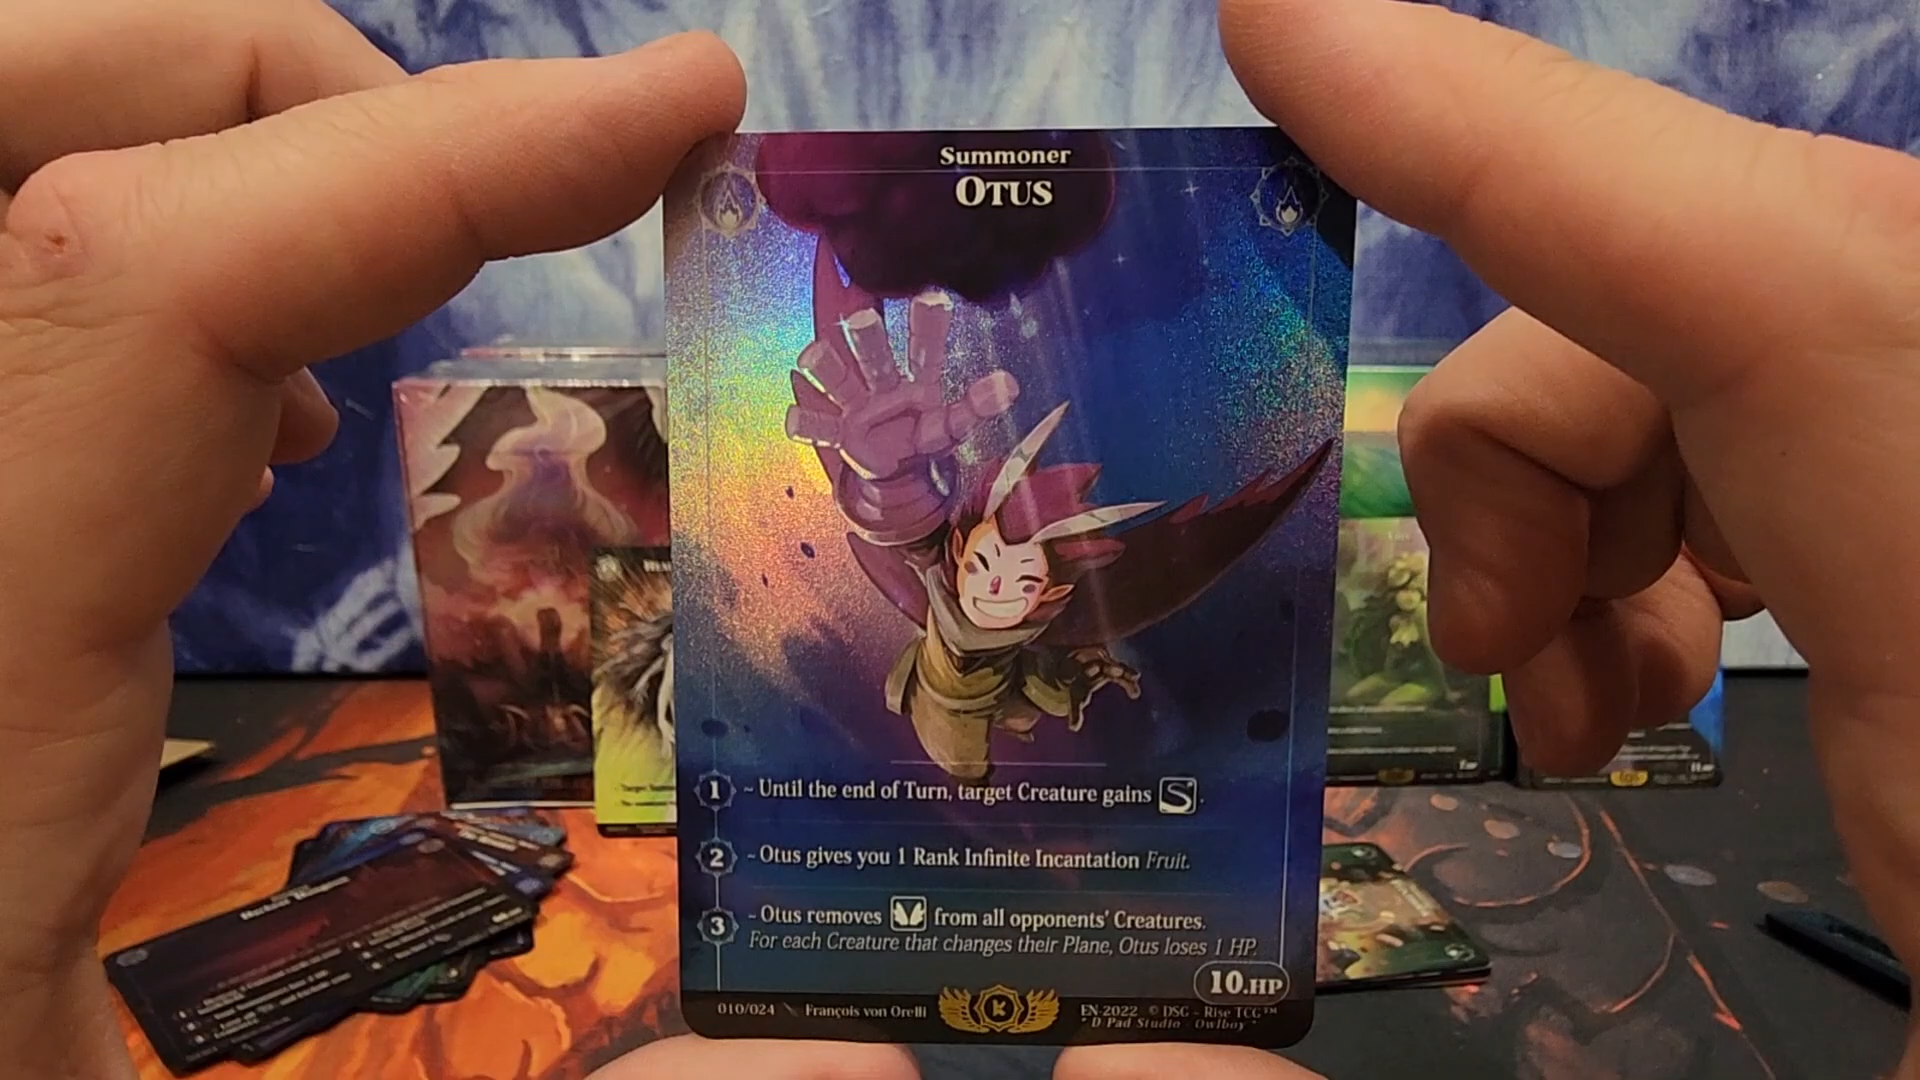 Summoner
OTUS
1 ~ Until the end of Turn, target Creature gains S.
2 ~ Otus gives you 1 Rank Infinite Incantation Fruit.
3 ~ Otus removes from all opponents' Creatures.
For each Creature that changes their Plane, Otus loses 1 HP.
10.HP
010/024 François von Orelli
EN-2022 © DSG - Rise TCG™
* D Pad Studio - Owlboy *